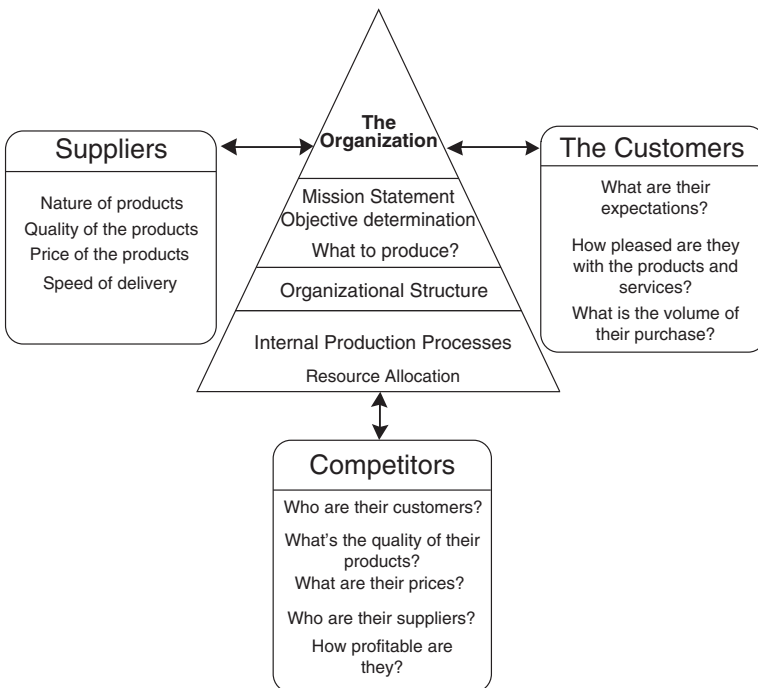 The
Organization
Mission Statement
Objective determination
What to produce?
Organizational Structure
Internal Production Processes
Resource Allocation
Suppliers
Nature of products
Quality of the products
Price of the products
Speed of delivery
The Customers
What are their
expectations?
How pleased are they
with the products and
services?
What is the volume of
their purchase?
Competitors
Who are their customers?
What's the quality of their
products?
What are their prices?
Who are their suppliers?
How profitable are
they?